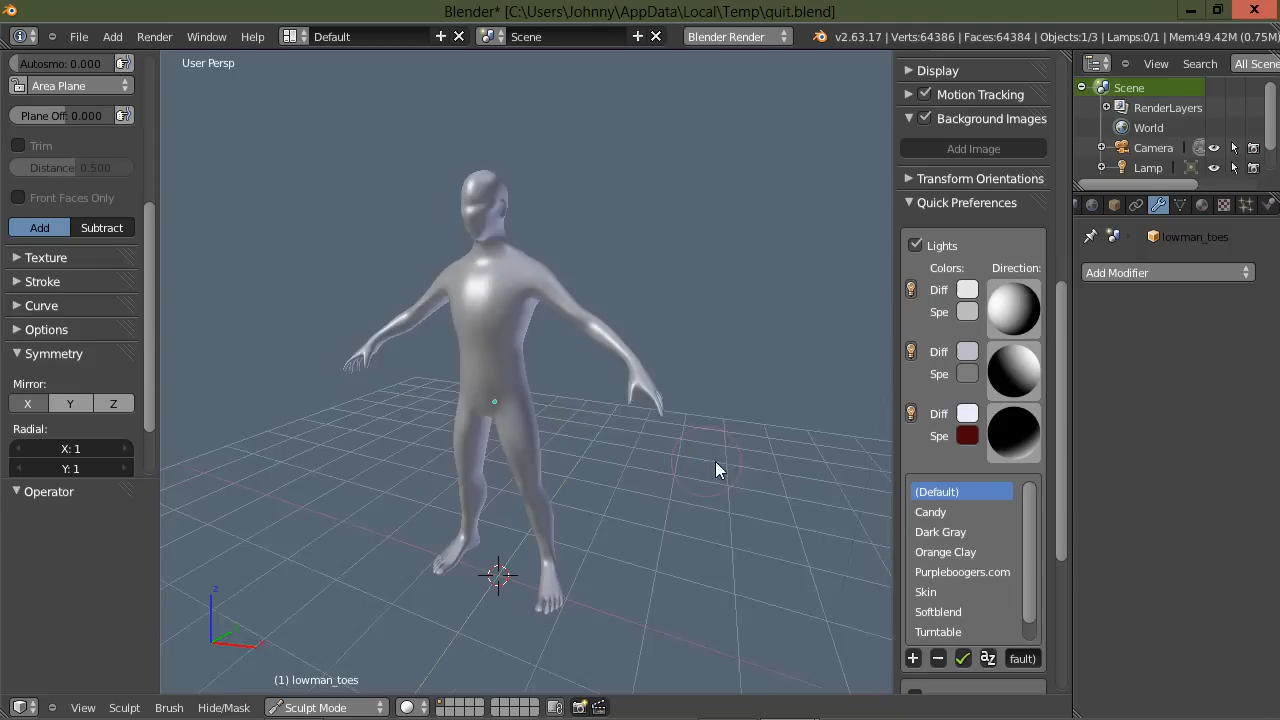 Blender* [C:\Users\Johnny\AppData\Local\Temp\quit.blend]
File Add Render Window Help Default Scene Blender Render v2.63.17 | Verts:64386 | Faces:64384 | Objects:1/3 | Lamps:0/1 | Mem:49.42M (0.75M)
Autosmo: 0.000
Area Plane
Plane Off: 0.000
Trim
Distance: 0.500
Front Faces Only
Add Subtract
Texture
Stroke
Curve
Options
Symmetry
Mirror:
X Y Z
Radial:
X: 1
Y: 1
Operator
User Persp
z
(1) lowman_toes
View Sculpt Brush Hide/Mask Sculpt Mode
Display
Motion Tracking
Background Images
Add Image
Transform Orientations
Quick Preferences
Lights
Colors: Direction:
Diff
Spe
Diff
Spe
Diff
Spe
(Default)
Candy
Dark Gray
Orange Clay
Purpleboogers.com
Skin
Softblend
Turntable
fault)
View Search All Scene
Scene
RenderLayers
World
Camera
Lamp
lowman_toes
Add Modifier